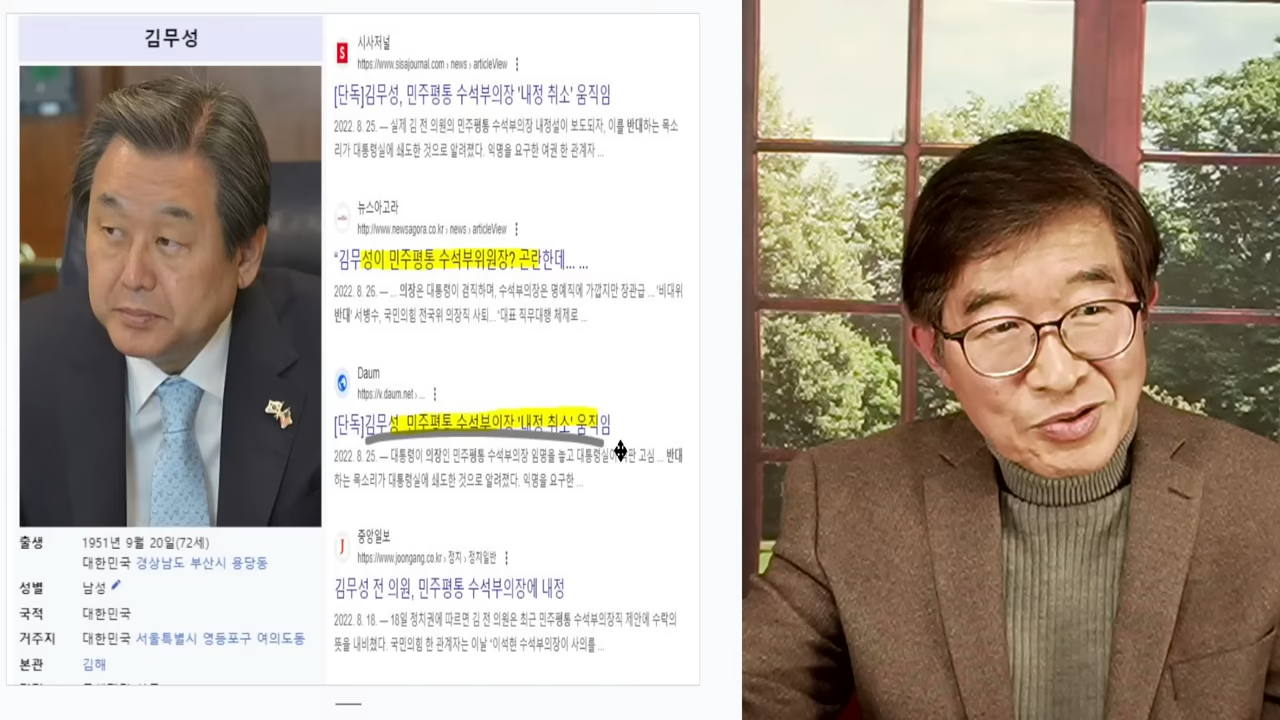 김무성
출생 1951년 9월 20일(72세)
대한민국 경상남도 부산시 용당동
성별 남성
국적 대한민국
거주지 대한민국 서울특별시 영등포구 여의도동
본관 김해
시사저널
https://www.sisajournal.com › news › articleView
[단독]김무성, 민주평통 수석부의장 '내정 취소' 움직임
2022. 8. 25. — 실제 김 전 의원의 민주평통 수석부의장 내정설이 보도되자, 이를 반대하는 목소
리가 대통령실에 쇄도한 것으로 알려졌다. 익명을 요구한 여권 한 관계자 ...
뉴스아고라
http://www.newsagora.co.kr › news › articleView
"김무성이 민주평통 수석부위원장? 곤란한데... ...
2022. 8. 26. — ... 의장은 대통령이 겸직하며, 수석부의장은 명예직에 가깝지만 장관급 ... '비대위
반대' 서병수, 국민의힘 전국위 의장직 사퇴..."대표 직무대행 체제로 ...
Daum
https://v.daum.net › ...
[단독]김무성, 민주평통 수석부의장 '내정 취소' 움직임
2022. 8. 25. — 대통령이 의장인 민주평통 수석부의장 임명을 놓고 대통령실이 고심 ... 반대
하는 목소리가 대통령실에 쇄도한 것으로 알려졌다. 익명을 요구한 ...
중앙일보
https://www.joongang.co.kr › 정치 › 정치일반
김무성 전 의원, 민주평통 수석부의장에 내정
2022. 8. 18. — 18일 정치권에 따르면 김 전 의원은 최근 민주평통 수석부의장직 제안에 수락의
뜻을 내비쳤다. 국민의힘 한 관계자는 이날 "이석현 수석부의장이 사의를 ...